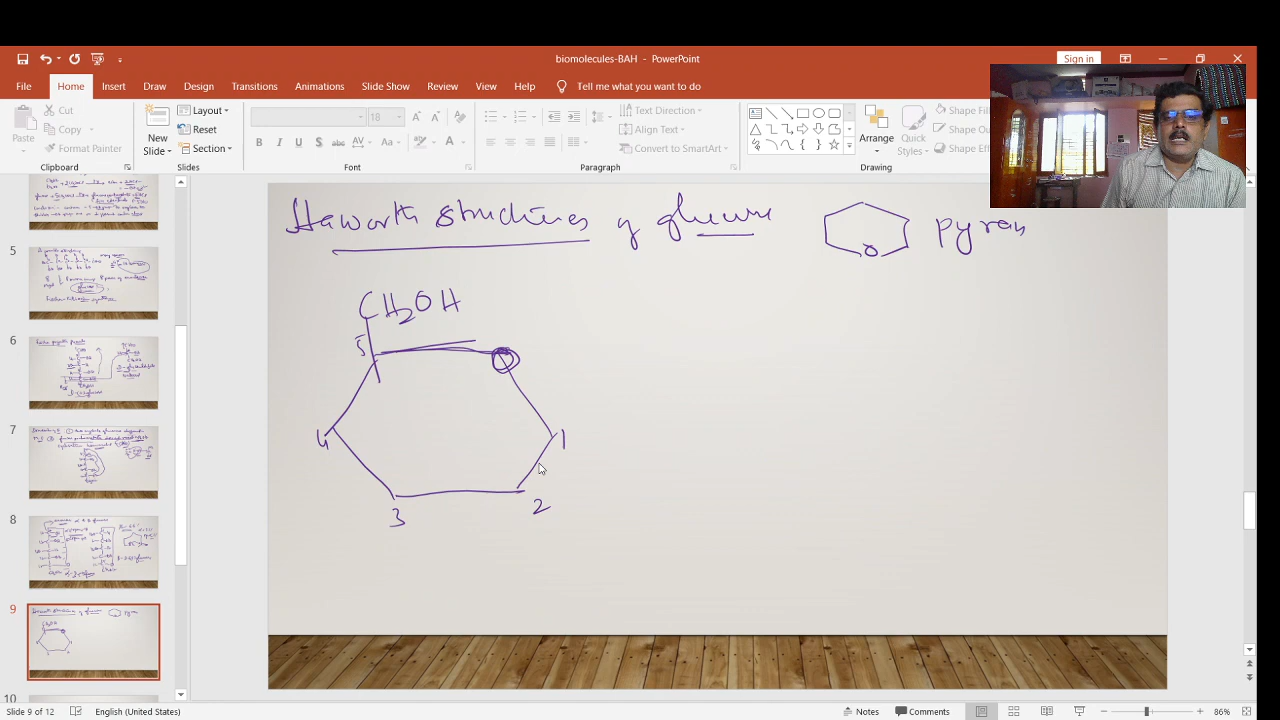 biomolecules-BAH - PowerPoint
Sign in
File Home Insert Draw Design Transitions Animations Slide Show Review View Help Tell me what you want to do
Paste
Cut
Copy
Format Painter
Clipboard
New Slide
Layout
Reset
Section
Slides
18
Font
Paragraph
Text Direction
Align Text
Convert to SmartArt
Arrange
Quick Styles
Shape Fi
Shape Ou
Shape Effe
Drawing
5
6
7
8
9
10
Haworth structures of glucose
Pyran
O
CH2OH
5
4
1
3
2
Slide 9 of 12 English (United States) Notes Comments 86%